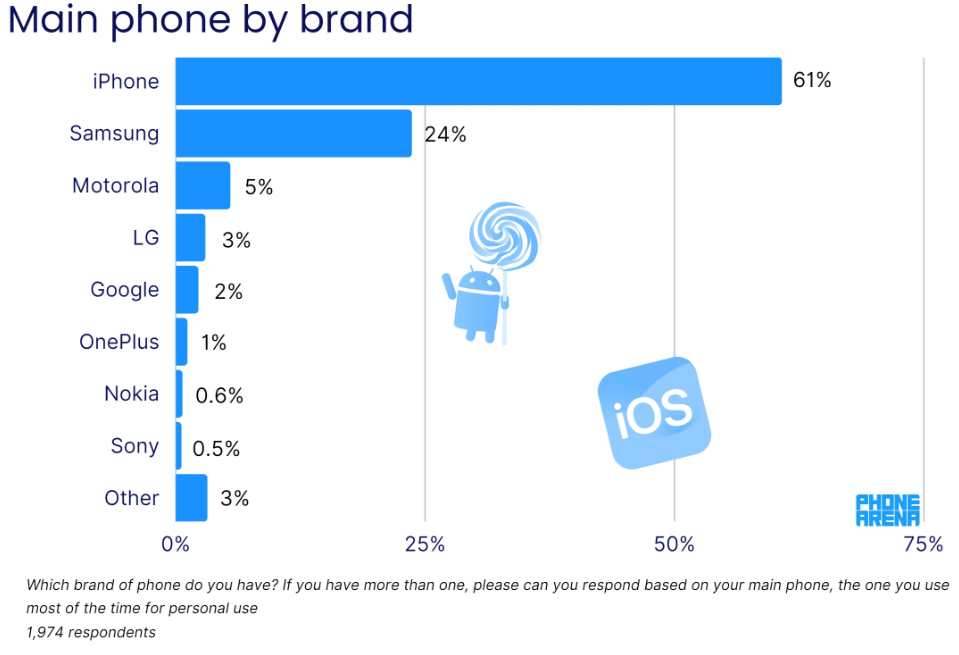 Main phone by brand
iPhone 61%
Samsung 24%
Motorola 5%
LG 3%
Google 2%
OnePlus 1%
Nokia 0.6%
Sony 0.5%
Other 3%
iOS
PHONE
ARENA
0% 25% 50% 75%
Which brand of phone do you have? If you have more than one, please can you respond based on your main phone, the one you use
most of the time for personal use
1,974 respondents